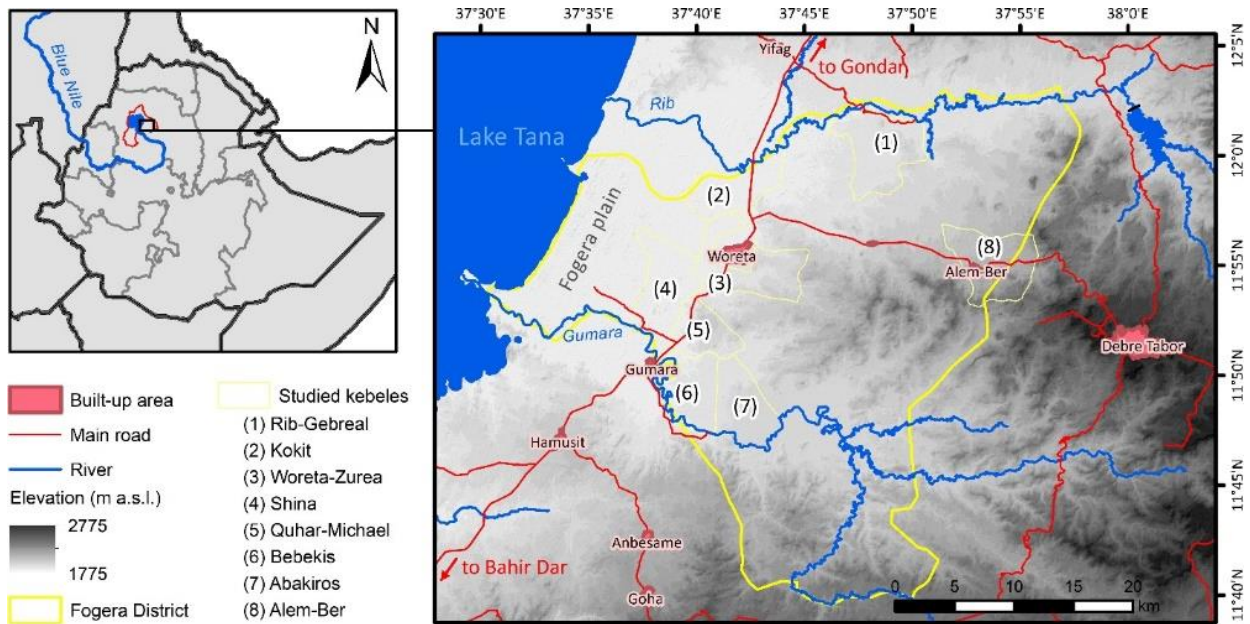 N
Blue Nile
Built-up area
Main road
River
Elevation (m a.s.l.)
2775
1775
Fogera District
Studied kebeles
(1) Rib-Gebreal
(2) Kokit
(3) Woreta-Zurea
(4) Shina
(5) Quhar-Michael
(6) Bebekis
(7) Abakiros
(8) Alem-Ber
37°30'E 37°35'E 37°40'E 37°45'E 37°50'E 37°55'E 38°0'E
12°5'N
12°0'N
11°55'N
11°50'N
11°45'N
11°40'N
Yifag
to Gondar
Rib
Lake Tana
(1)
(2)
Fogera plain
Woreta
(8)
Alem-Ber
(3)
(4)
(5)
Gumara
Debre Tabor
Gumara
(6)
(7)
Hamusit
Anbesame
to Bahir Dar
Goha
0 5 10 15 20
km